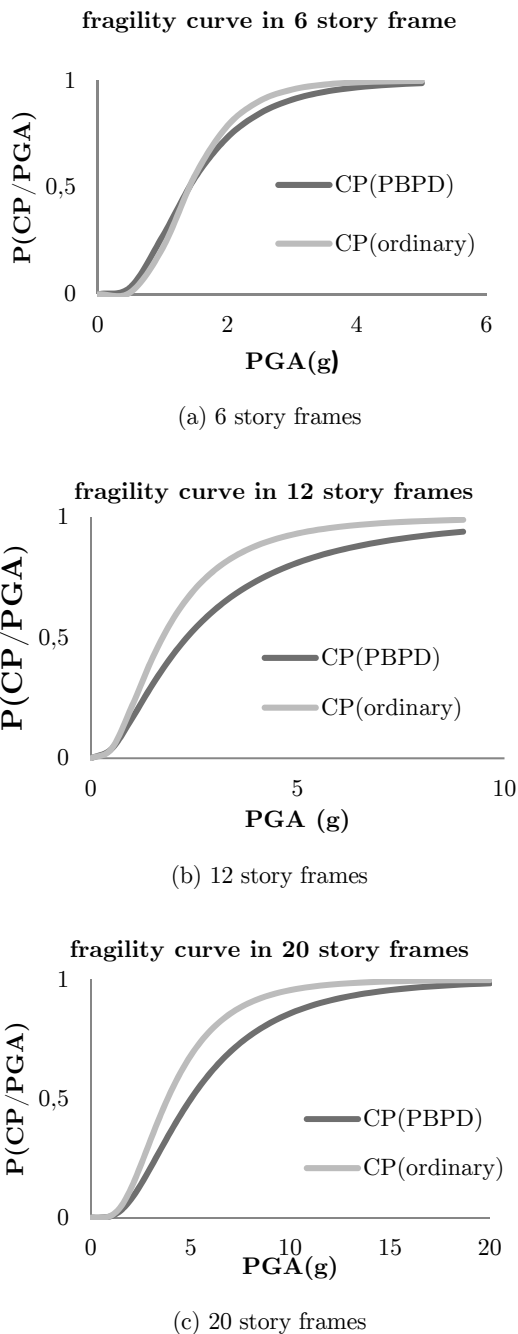 fragility curve in 6 story frame
P(CP/PGA)
1
0,5
0
CP(PBPD)
CP(ordinary)
0 2 4 6
PGA(g)
(a) 6 story frames
fragility curve in 12 story frames
P(CP/PGA)
1
0,5
0
CP(PBPD)
CP(ordinary)
0 5 10
PGA (g)
(b) 12 story frames
fragility curve in 20 story frames
P(CP/PGA)
1
0,5
0
CP(PBPD)
CP(ordinary)
0 5 10 15 20
PGA(g)
(c) 20 story frames